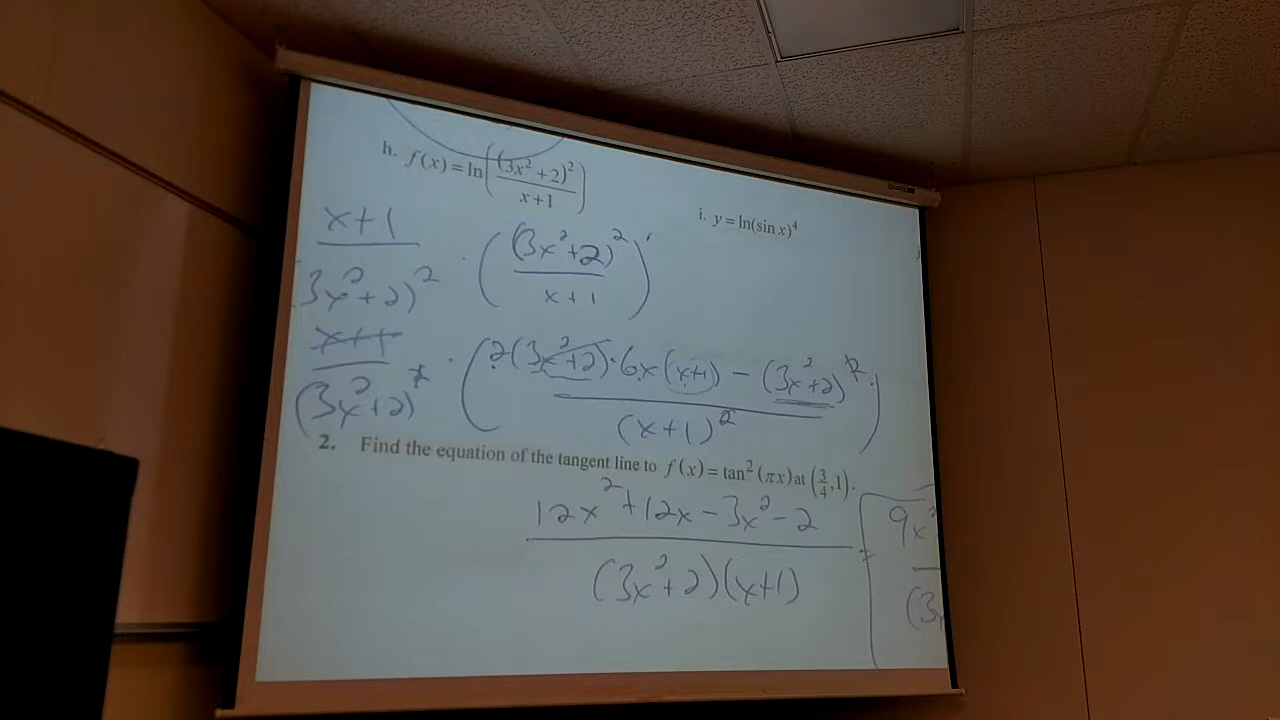 h. f(x) = ln((3x²+2)²/(x+1))
i. y = ln(sin x)⁴
x+1
(3x²+2)² · ((3x²+2)²/(x+1))'
x+1
(3x²+2)² · (2(3x²+2)·6x(x+1) − (3x²+2)²·)
(x+1)²
2. Find the equation of the tangent line to f(x) = tan²(πx) at (3/4, 1).
12x²+12x−3x²−2
(3x²+2)(x+1)
=
9x²
(3x